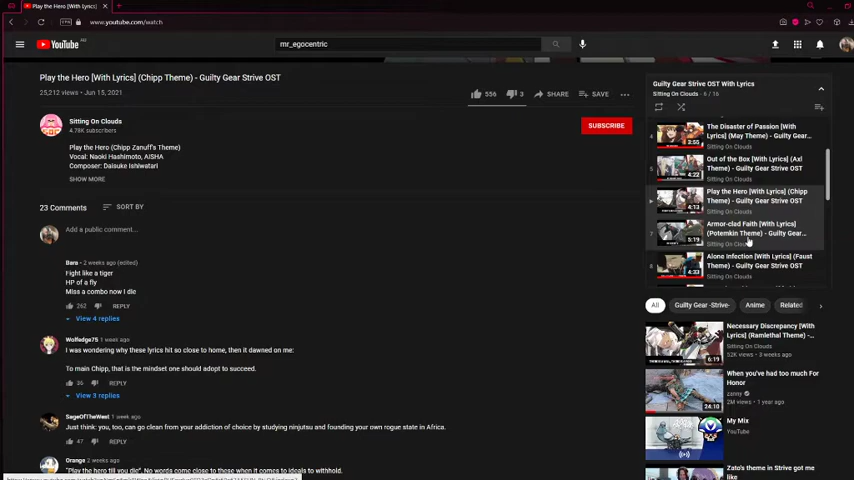 Play the Hero [With Lyrics]
www.youtube.com/watch
VPN
YouTube
mr_egocentric
Play the Hero [With Lyrics] (Chipp Theme) - Guilty Gear Strive OST
25,212 views • Jun 15, 2021
556
3
SHARE
SAVE
Sitting On Clouds
4.78K subscribers
SUBSCRIBE
Play the Hero (Chipp Zanuff's Theme)
Vocal: Naoki Hashimoto, AISHA
Composer: Daisuke Ishiwatari
SHOW MORE
23 Comments
SORT BY
Add a public comment...
Bans • 2 weeks ago (edited)
Fight like a tiger
HP of a fly
Miss a combo now I die
262
REPLY
View 4 replies
Wolfedge75 1 week ago
I was wondering why these lyrics hit so close to home, then it dawned on me:
To main Chipp, that is the mindset one should adopt to succeed.
36
REPLY
View 3 replies
SageOfTheWest 1 week ago
Just think: you, too, can go clean from your addiction of choice by studying ninjutsu and founding your own rogue state in Africa.
47
REPLY
Orange 2 weeks ago
"Play the hero till you die". No words come close to these when it comes to ideals to withhold.
Guilty Gear Strive OST With Lyrics
Sitting On Clouds - 6 / 16
4
3:55
The Disaster of Passion [With
Lyrics] (May Theme) - Guilty Gear...
Sitting On Clouds
5
4:22
Out of the Box [With Lyrics] (Axl
Theme) - Guilty Gear Strive OST
Sitting On Clouds
4:13
Play the Hero [With Lyrics] (Chipp
Theme) - Guilty Gear Strive OST
Sitting On Clouds
7
5:19
Armor-clad Faith [With Lyrics]
(Potemkin Theme) - Guilty Gear...
Sitting On Clouds
8
4:33
Alone Infection [With Lyrics] (Faust
Theme) - Guilty Gear Strive OST
Sitting On Clouds
All
Guilty Gear -Strive-
Anime
Related
6:19
Necessary Discrepancy [With
Lyrics] (Ramlethal Theme) -...
Sitting On Clouds
52K views • 3 weeks ago
24:10
When you've had too much For
Honor
zanny
2M views • 1 year ago
My Mix
YouTube
Zato's theme in Strive got me
like